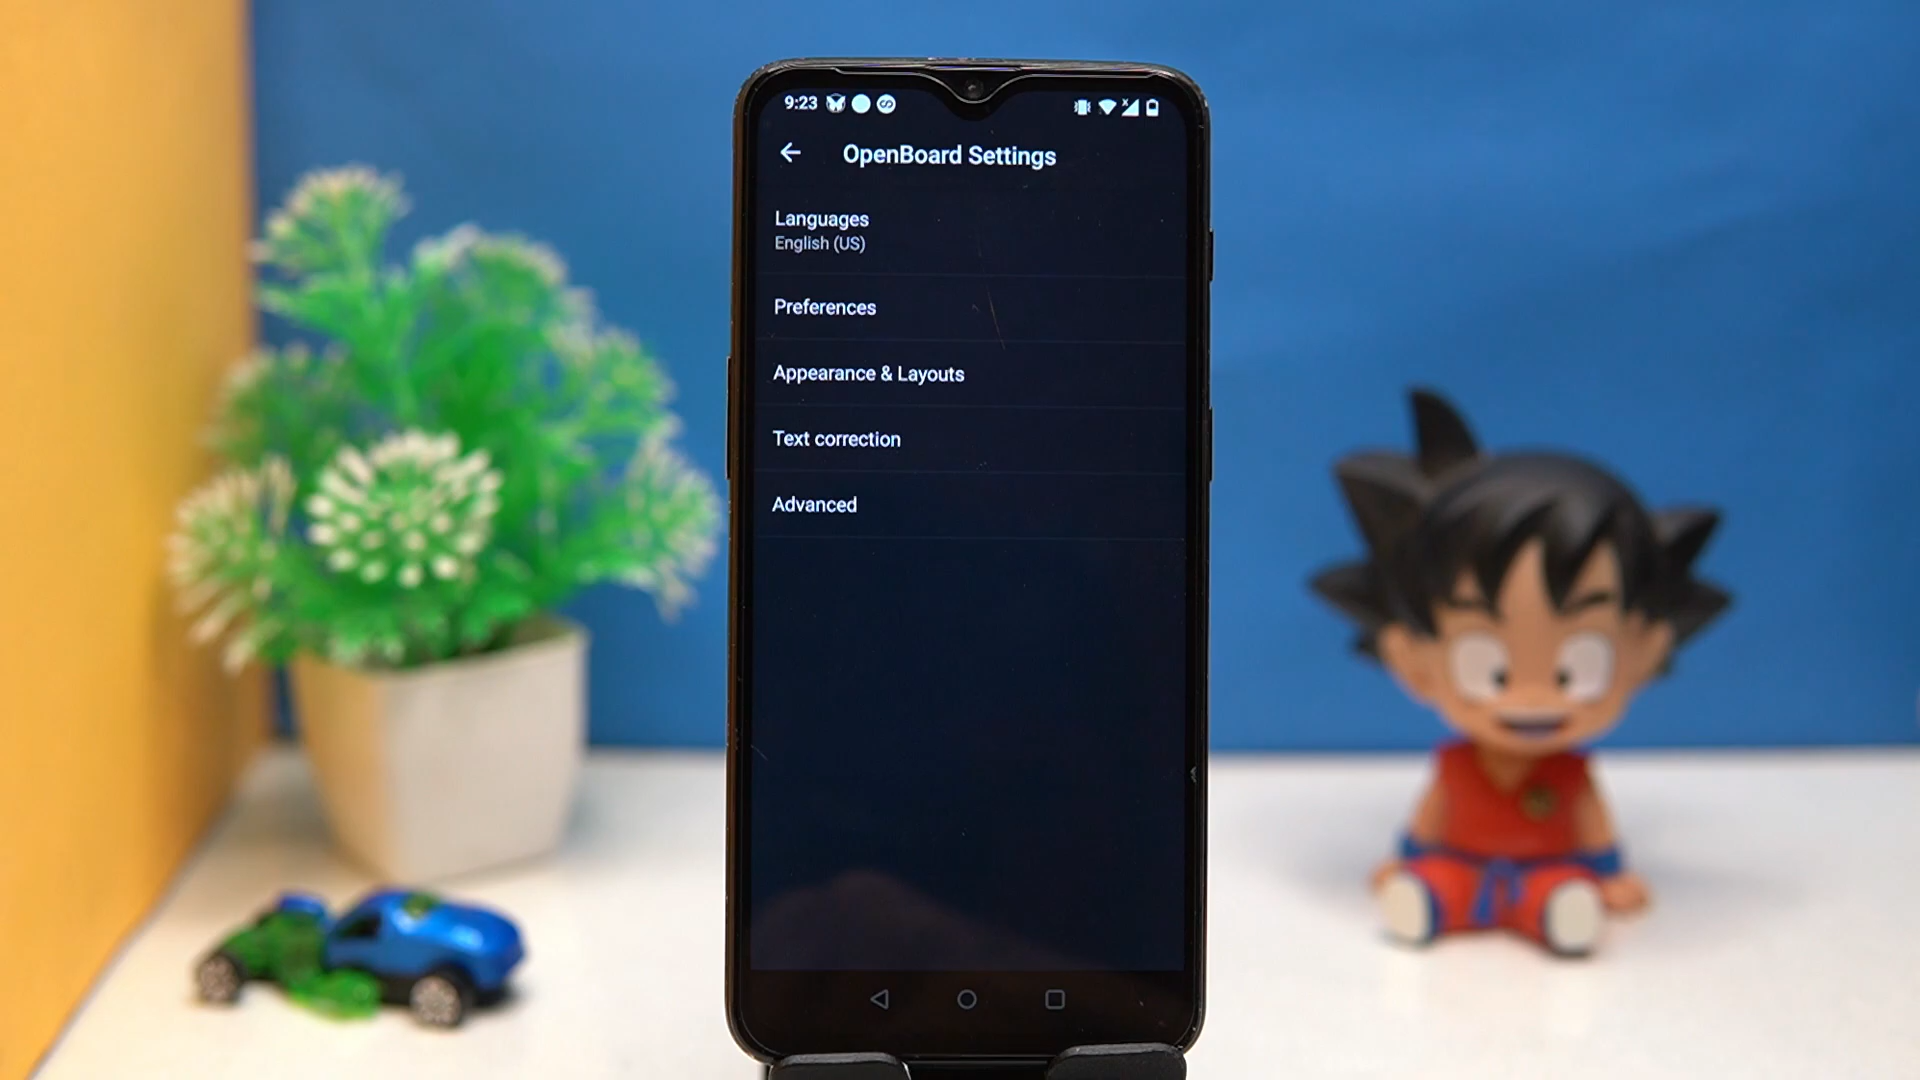 9:23
OpenBoard Settings
Languages
English (US)
Preferences
Appearance & Layouts
Text correction
Advanced